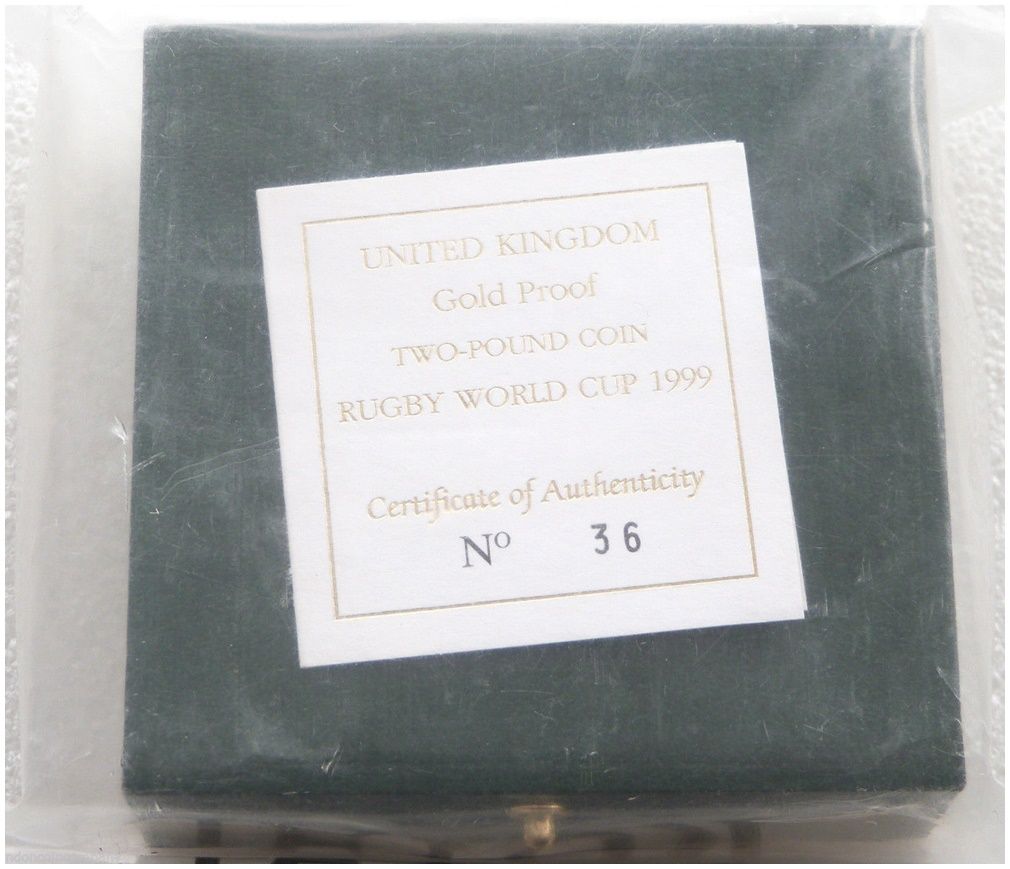 UNITED KINGDOM
Gold Proof
TWO-POUND COIN
RUGBY WORLD CUP 1999
Certificate of Authenticity
Nº 36